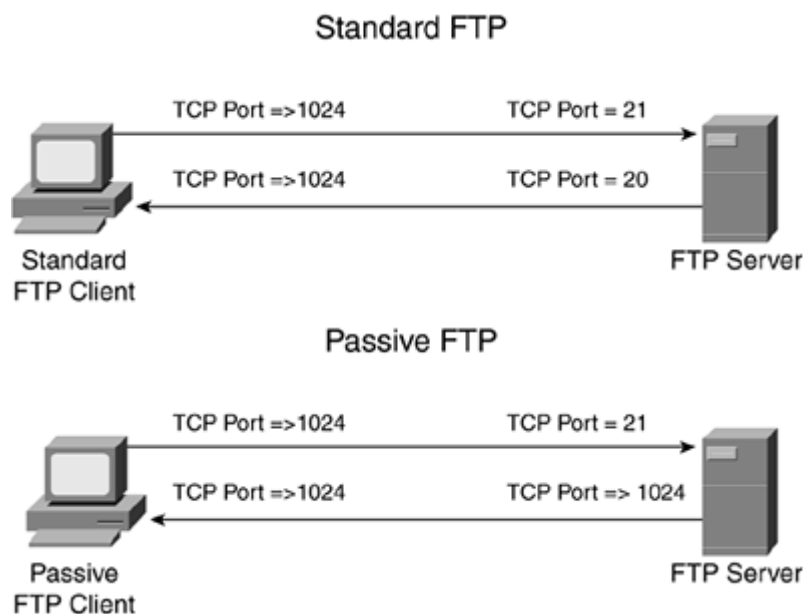 Standard FTP
TCP Port =>1024
TCP Port = 21
TCP Port =>1024
TCP Port = 20
Standard
FTP Client
FTP Server
Passive FTP
TCP Port =>1024
TCP Port = 21
TCP Port =>1024
TCP Port => 1024
Passive
FTP Client
FTP Server